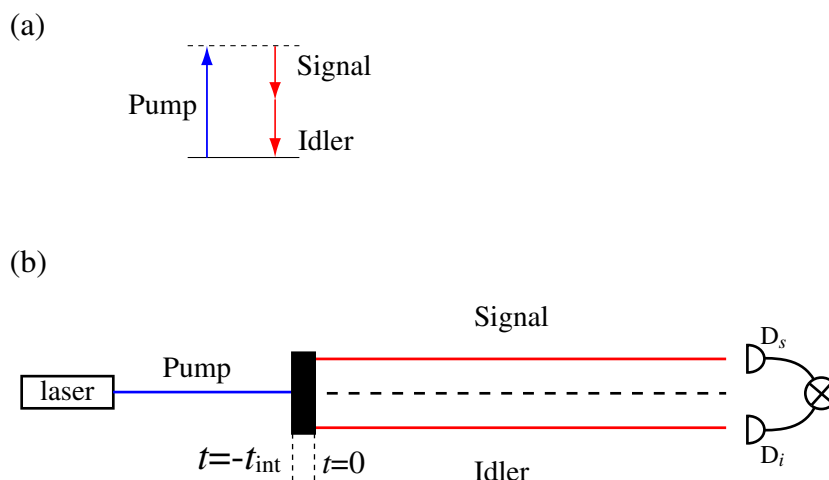 (a)
Signal
Pump
Idler
(b)
Signal
D_s
Pump
laser
t=-t_int t=0
D_i
Idler